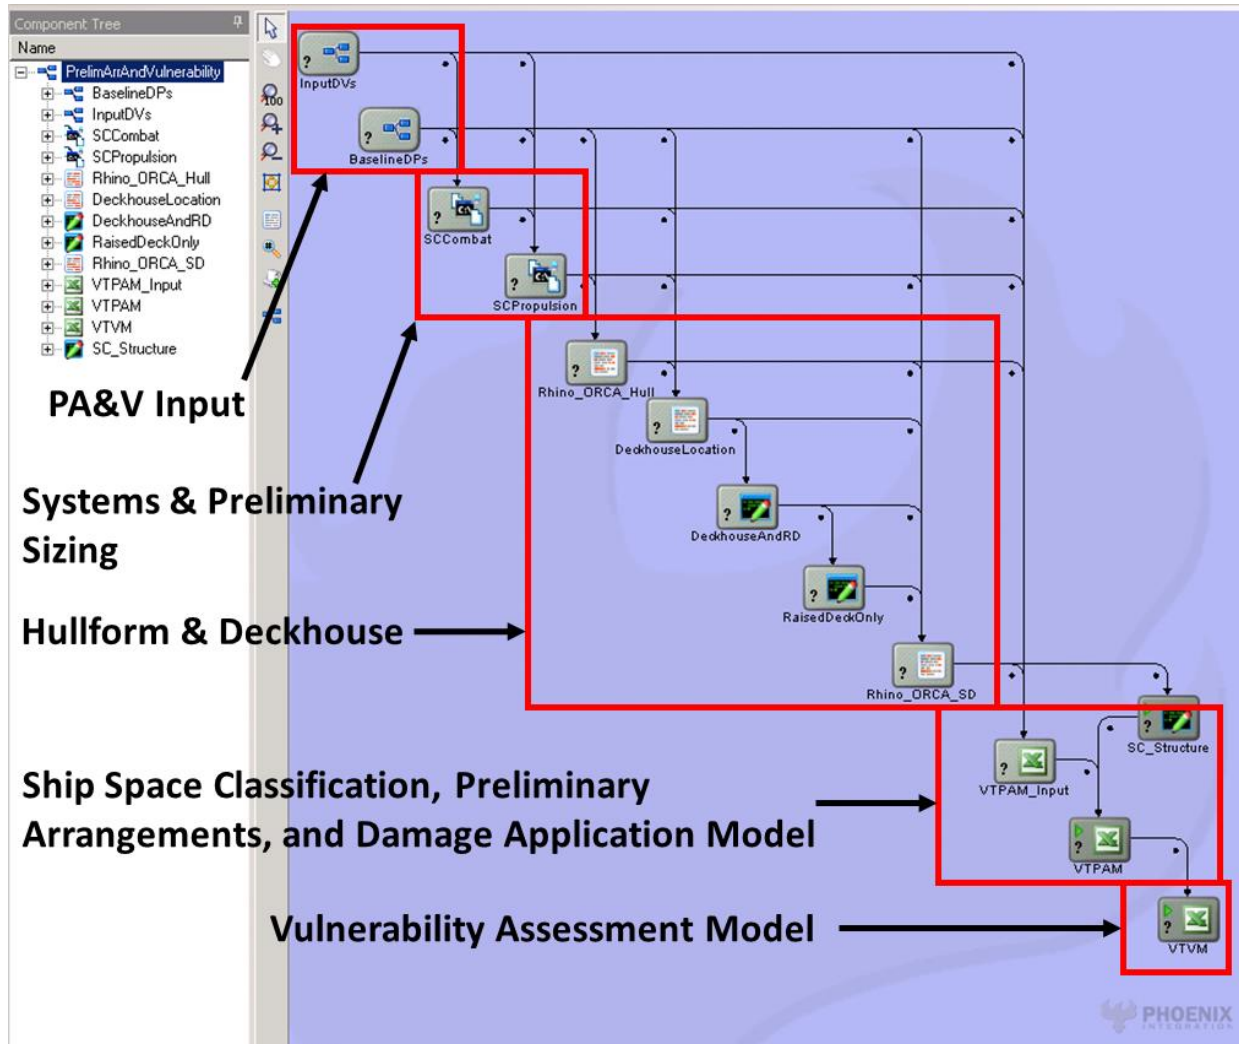 Component Tree
Name
PrelimArrAndVulnerability
BaselineDPs
InputDVs
SCCombat
SCPropulsion
Rhino_ORCA_Hull
DeckhouseLocation
DeckhouseAndRD
RaisedDeckOnly
Rhino_ORCA_SD
VTPAM_Input
VTPAM
VTVM
SC_Structure
100
? InputDVs
? BaselineDPs
? SCCombat
? SCPropulsion
? Rhino_ORCA_Hull
? DeckhouseLocation
? DeckhouseAndRD
? RaisedDeckOnly
? Rhino_ORCA_SD
? SC_Structure
? VTPAM_Input
? VTPAM
? VTVM
PA&V Input
Systems & Preliminary
Sizing
Hullform & Deckhouse
Ship Space Classification, Preliminary
Arrangements, and Damage Application Model
Vulnerability Assessment Model
PHOENIX
INTEGRATION